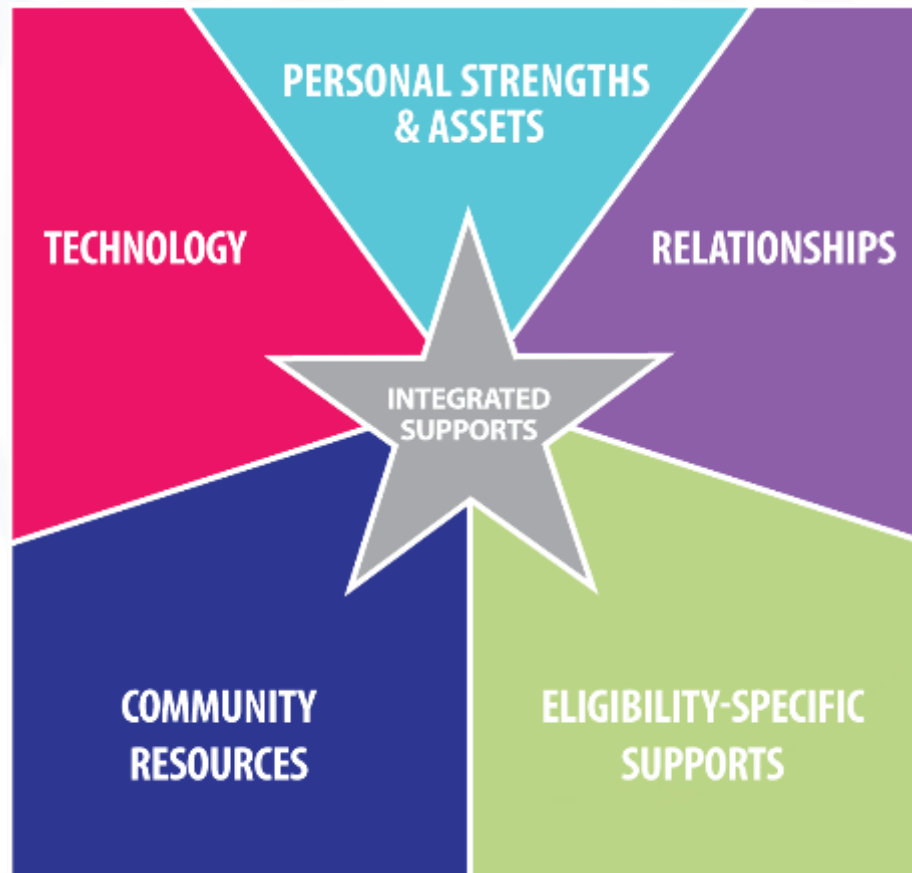 PERSONAL STRENGTHS
& ASSETS
TECHNOLOGY
RELATIONSHIPS
INTEGRATED
SUPPORTS
COMMUNITY
RESOURCES
ELIGIBILITY-SPECIFIC
SUPPORTS